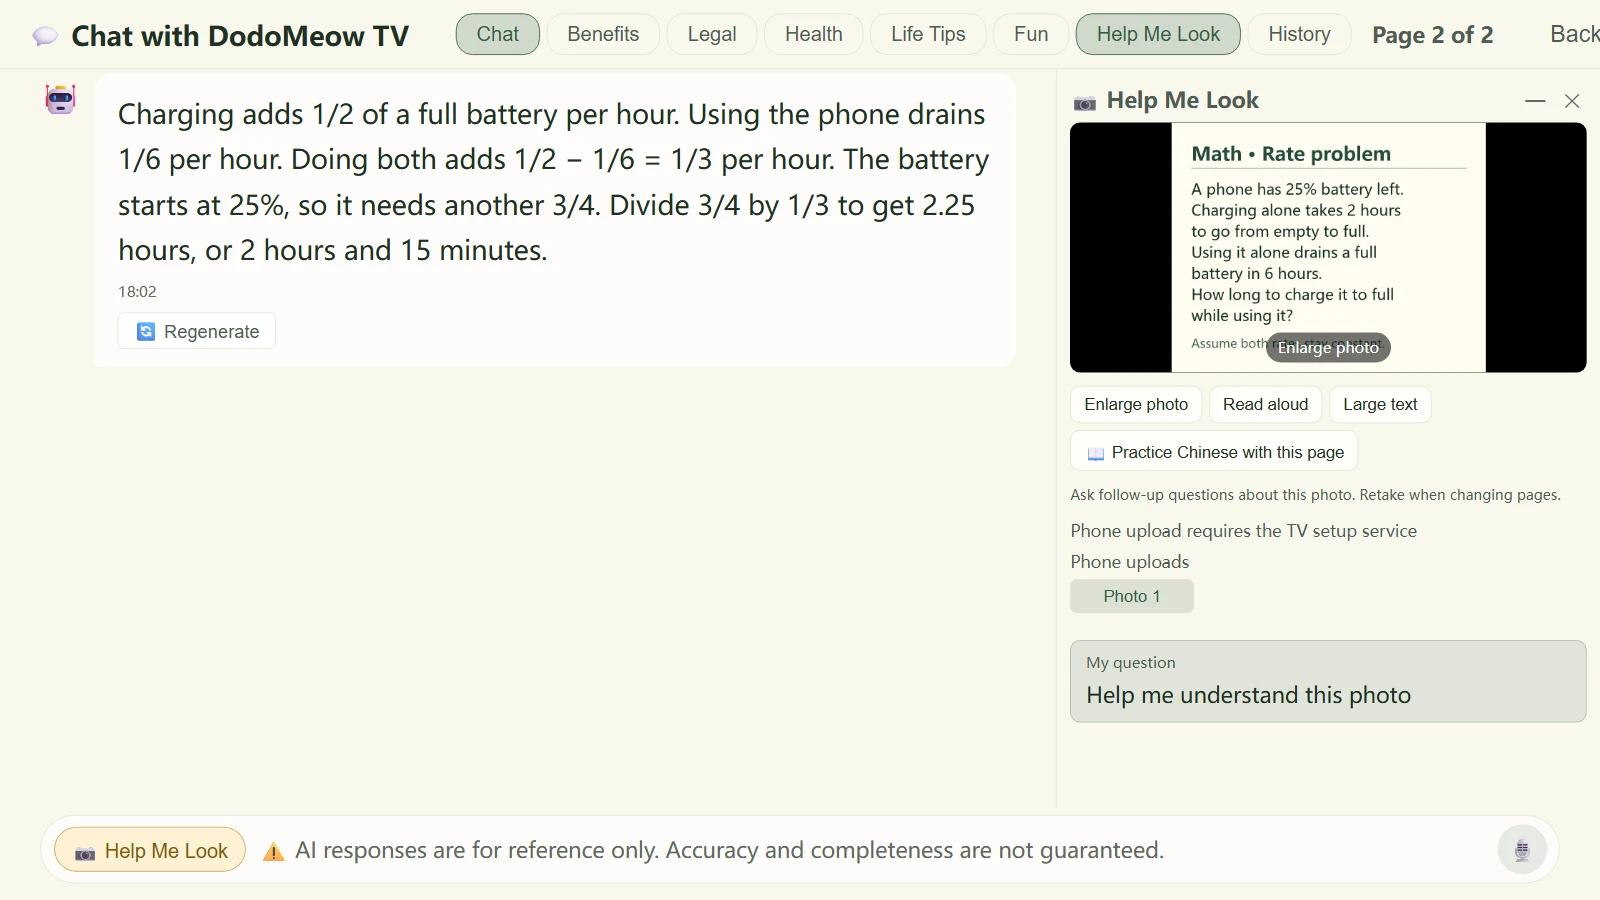 Chat with DodoMeow TV
Chat
Benefits
Legal
Health
Life Tips
Fun
Help Me Look
History
Page 2 of 2
Back
Charging adds 1/2 of a full battery per hour. Using the phone drains
1/6 per hour. Doing both adds 1/2 − 1/6 = 1/3 per hour. The battery
starts at 25%, so it needs another 3/4. Divide 3/4 by 1/3 to get 2.25
hours, or 2 hours and 15 minutes.
18:02
Regenerate
Help Me Look
Math • Rate problem
A phone has 25% battery left.
Charging alone takes 2 hours
to go from empty to full.
Using it alone drains a full
battery in 6 hours.
How long to charge it to full
while using it?
Assume both rates stay constant.
Enlarge photo
Enlarge photo
Read aloud
Large text
Practice Chinese with this page
Ask follow-up questions about this photo. Retake when changing pages.
Phone upload requires the TV setup service
Phone uploads
Photo 1
My question
Help me understand this photo
Help Me Look
AI responses are for reference only. Accuracy and completeness are not guaranteed.